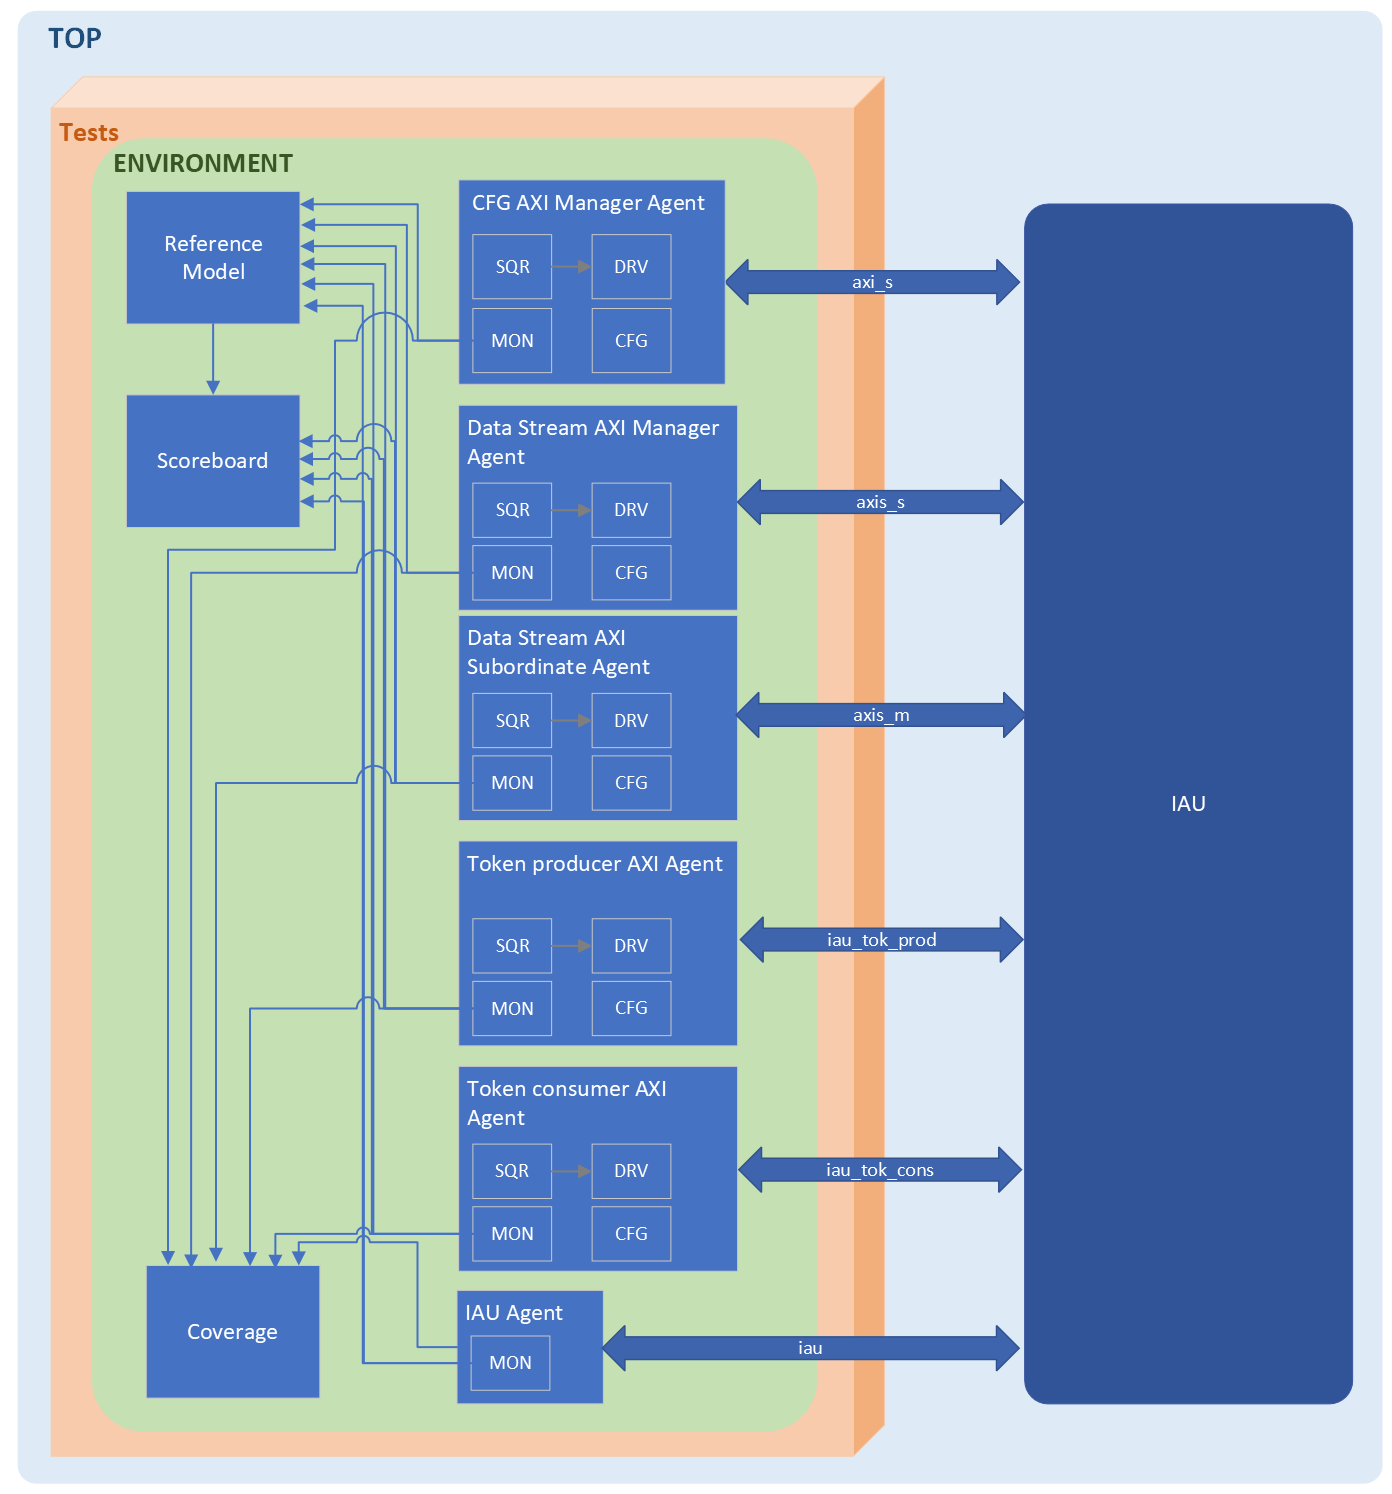 TOP
Tests
ENVIRONMENT
Reference
Model
Scoreboard
Coverage
CFG AXI Manager Agent
SQR
DRV
MON
CFG
axi_s
Data Stream AXI Manager
Agent
SQR
DRV
MON
CFG
axis_s
Data Stream AXI
Subordinate Agent
SQR
DRV
MON
CFG
axis_m
Token producer AXI Agent
SQR
DRV
MON
CFG
iau_tok_prod
Token consumer AXI
Agent
SQR
DRV
MON
CFG
iau_tok_cons
IAU Agent
MON
iau
IAU